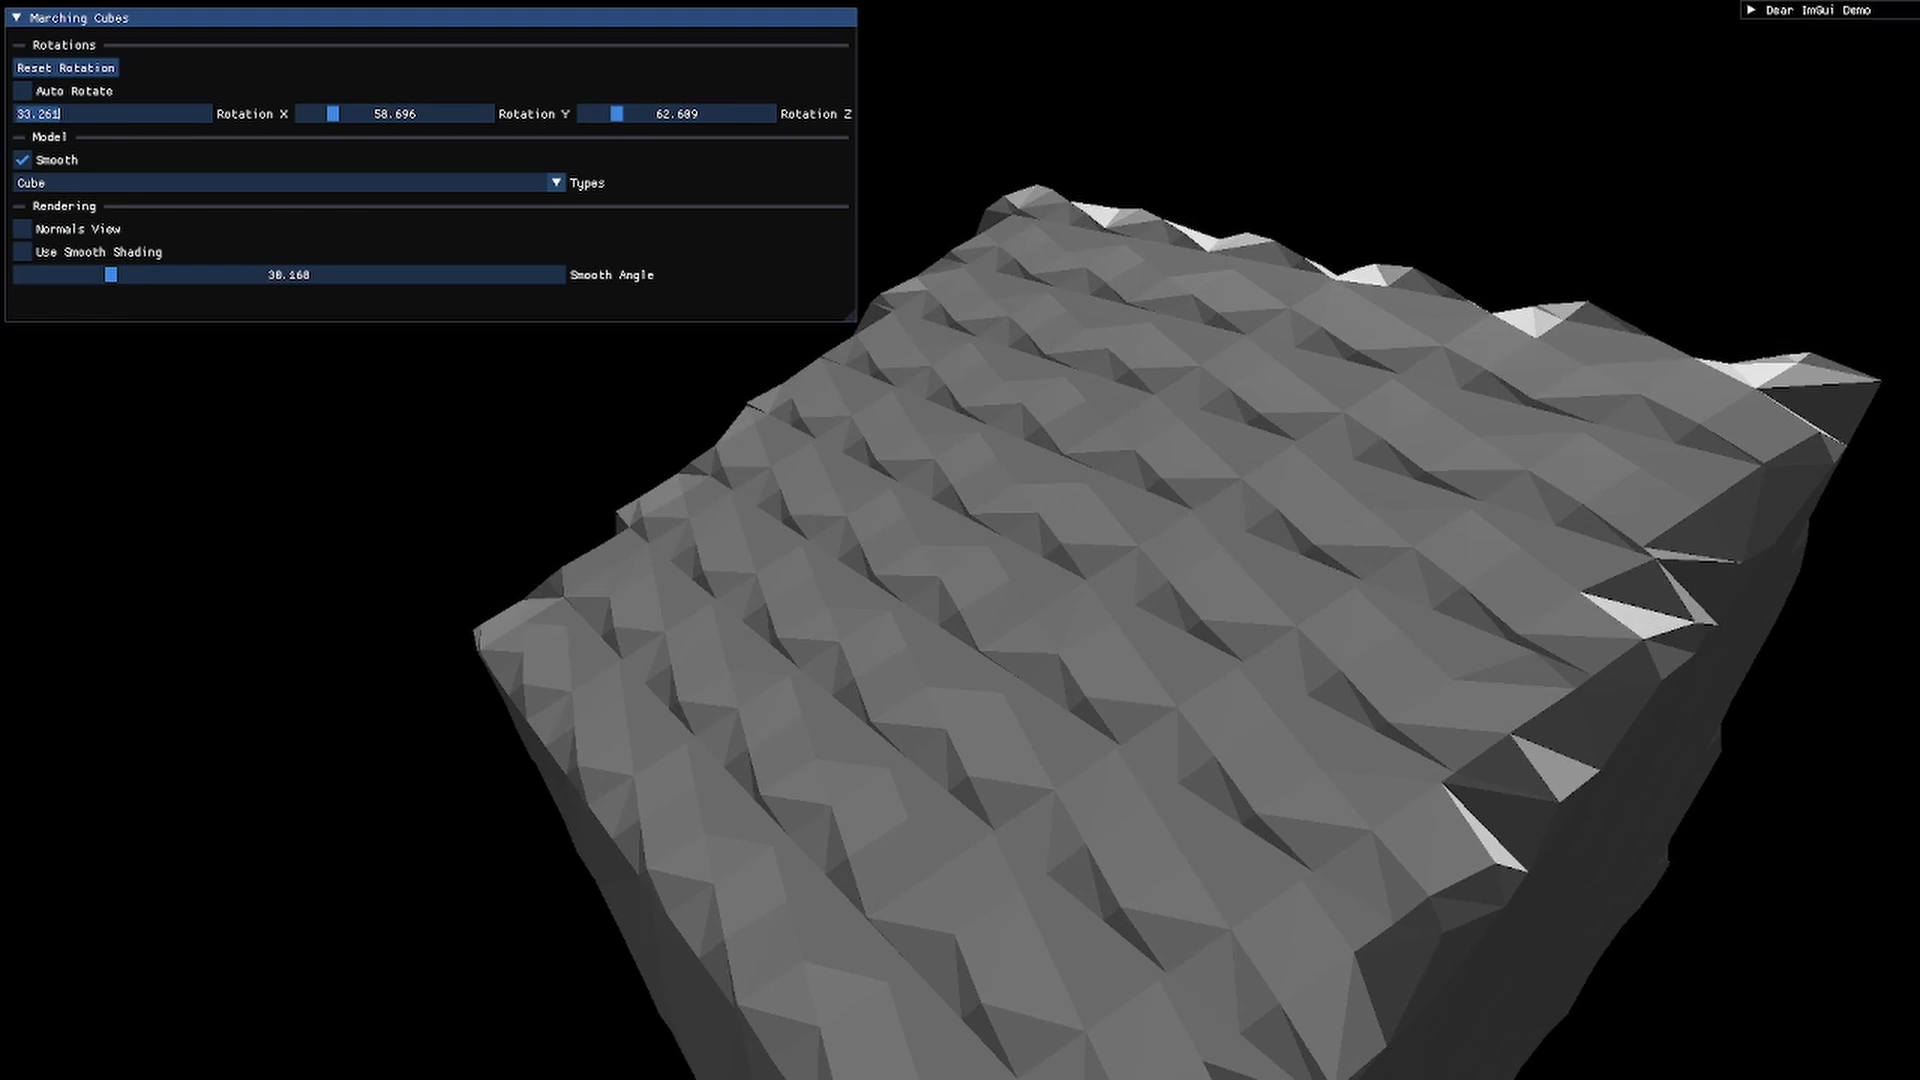 Marching Cubes
Dear ImGui Demo
Rotations
Reset Rotation
Auto Rotate
33.261 Rotation X 58.696 Rotation Y 62.609 Rotation Z
Model
Smooth
Cube Types
Rendering
Normals View
Use Smooth Shading
30.168 Smooth Angle